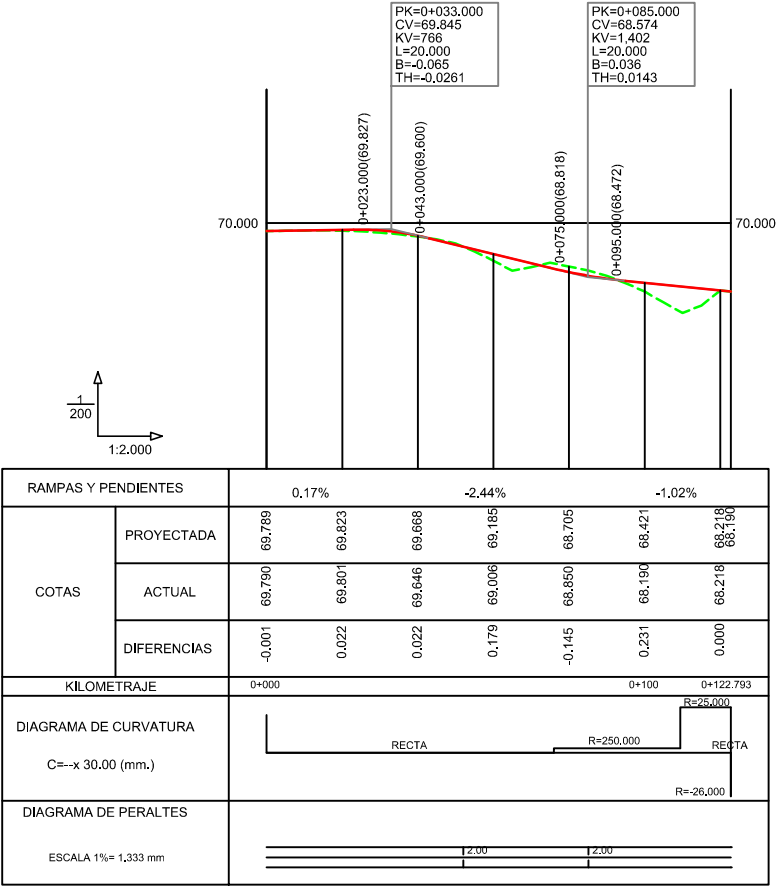 PK=0+033.000
CV=69.845
KV=766
L=20.000
B=-0.065
TH=-0.0261
PK=0+085.000
CV=68.574
KV=1,402
L=20.000
B=0.036
TH=0.0143
0+023.000(69.827)
0+043.000(69.600)
0+075.000(68.818)
0+095.000(68.472)
70.000
70.000
1
200
1:2.000
RAMPAS Y PENDIENTES
0.17%
-2.44%
-1.02%
COTAS
PROYECTADA
69.789
69.823
69.668
69.185
68.705
68.421
68.218
68.190
ACTUAL
69.790
69.801
69.646
69.006
68.850
68.190
68.218
DIFERENCIAS
-0.001
0.022
0.022
0.179
-0.145
0.231
0.000
KILOMETRAJE
0+000
0+100
0+122.793
DIAGRAMA DE CURVATURA
C=--x 30.00 (mm.)
RECTA
R=250.000
R=25.000
RECTA
R=-26.000
DIAGRAMA DE PERALTES
ESCALA 1%= 1.333 mm
2.00
2.00